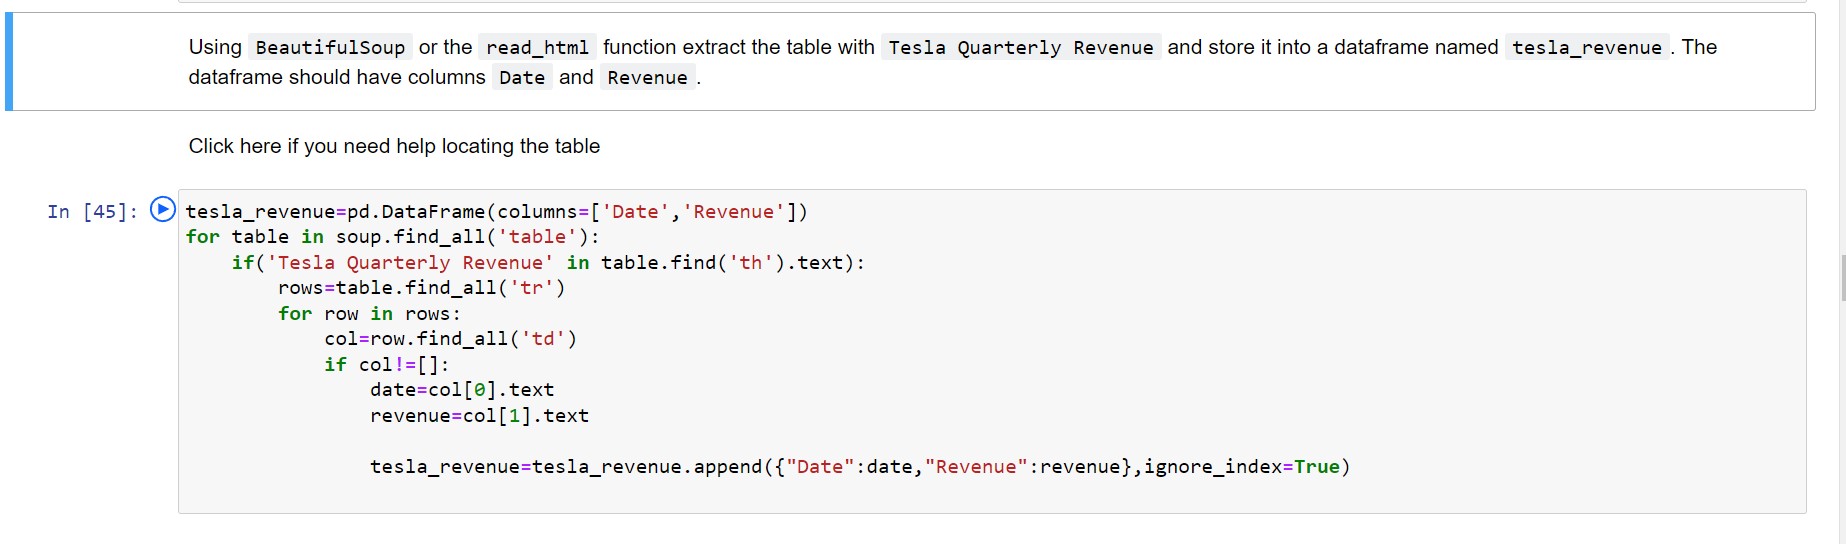 Using BeautifulSoup or the read_html function extract the table with Tesla Quarterly Revenue and store it into a dataframe named tesla_revenue . The
dataframe should have columns Date and Revenue .
Click here if you need help locating the table
In [45]: tesla_revenue=pd.DataFrame(columns=['Date','Revenue'])
for table in soup.find_all('table'):
    if('Tesla Quarterly Revenue' in table.find('th').text):
        rows=table.find_all('tr')
        for row in rows:
            col=row.find_all('td')
            if col!=[]:
                date=col[0].text
                revenue=col[1].text
                tesla_revenue=tesla_revenue.append({"Date":date,"Revenue":revenue},ignore_index=True)